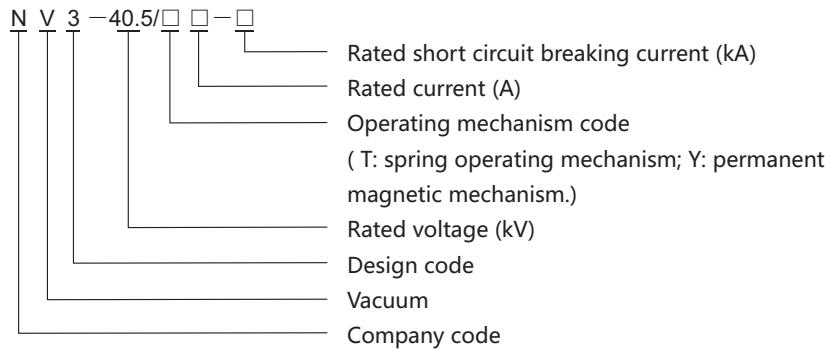 N V 3 －40.5/□ □－□
Rated short circuit breaking current (kA)
Rated current (A)
Operating mechanism code
( T: spring operating mechanism; Y: permanent
magnetic mechanism.)
Rated voltage (kV)
Design code
Vacuum
Company code